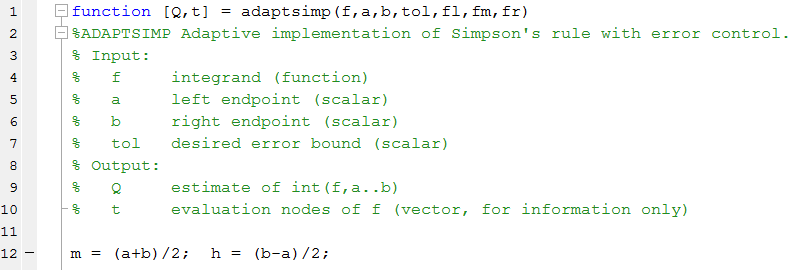 1 function [Q,t] = adaptsimp(f,a,b,tol,fl,fm,fr)
2 %ADAPTSIMP Adaptive implementation of Simpson's rule with error control.
3 % Input:
4 %   f     integrand (function)
5 %   a     left endpoint (scalar)
6 %   b     right endpoint (scalar)
7 %   tol   desired error bound (scalar)
8 % Output:
9 %   Q     estimate of int(f,a..b)
10 %   t     evaluation nodes of f (vector, for information only)
11
12 m = (a+b)/2;  h = (b-a)/2;